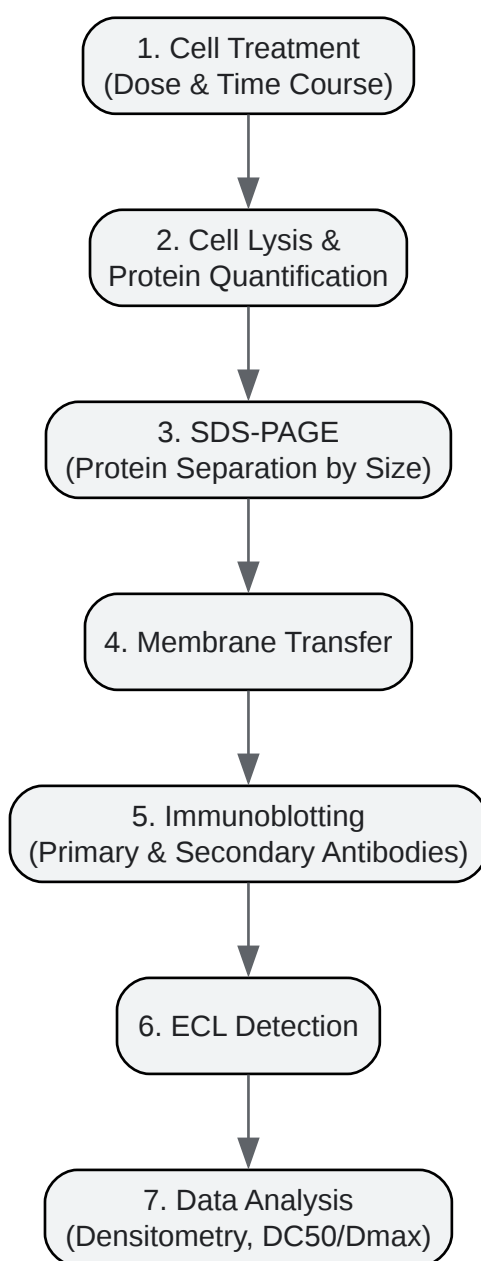 1. Cell Treatment
(Dose & Time Course)
2. Cell Lysis &
Protein Quantification
3. SDS-PAGE
(Protein Separation by Size)
4. Membrane Transfer
5. Immunoblotting
(Primary & Secondary Antibodies)
6. ECL Detection
7. Data Analysis
(Densitometry, DC50/Dmax)